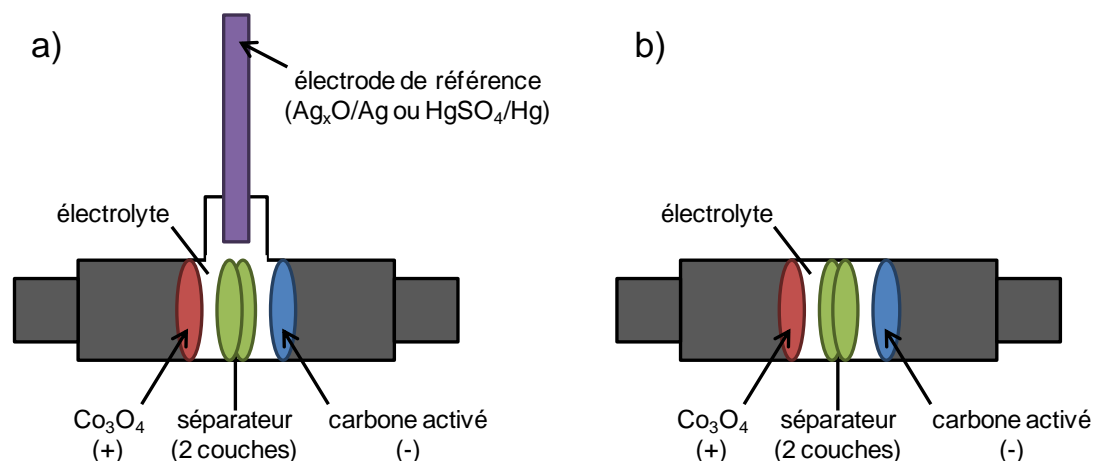 a)
électrode de référence
(AgₓO/Ag ou HgSO₄/Hg)
électrolyte
Co₃O₄
(+)
séparateur
(2 couches)
carbone activé
(-)
b)
électrolyte
Co₃O₄
(+)
séparateur
(2 couches)
carbone activé
(-)